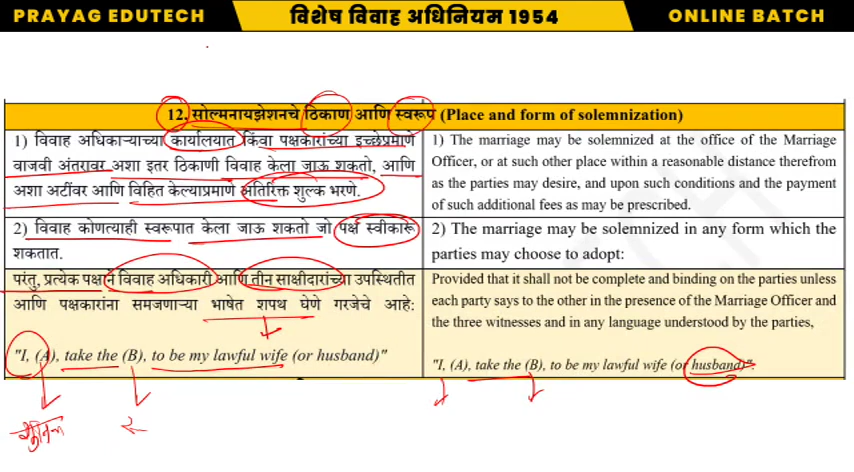 PRAYAG EDUTECH
विशेष विवाह अधिनियम 1954
ONLINE BATCH
12. सोल्मनायझेशनचे ठिकाण आणि स्वरूप (Place and form of solemnization)
1) विवाह अधिकाऱ्याच्या कार्यालयात किंवा पक्षकारांच्या इच्छेप्रमाणे
वाजवी अंतरावर अशा इतर ठिकाणी विवाह केला जाऊ शकतो, आणि
अशा अटींवर आणि विहित केल्याप्रमाणे अतिरिक्त शुल्क भरणे.
1) The marriage may be solemnized at the office of the Marriage
Officer, or at such other place within a reasonable distance therefrom
as the parties may desire, and upon such conditions and the payment
of such additional fees as may be prescribed.
2) विवाह कोणत्याही स्वरूपात केला जाऊ शकतो जो पक्ष स्वीकारू
शकतात.
2) The marriage may be solemnized in any form which the
parties may choose to adopt:
परंतु, प्रत्येक पक्षाने विवाह अधिकारी आणि तीन साक्षीदारांच्या उपस्थितीत
आणि पक्षकारांना समजणाऱ्या भाषेत शपथ घेणे गरजेचे आहे:
"I, (A), take the (B), to be my lawful wife (or husband)"
Provided that it shall not be complete and binding on the parties unless
each party says to the other in the presence of the Marriage Officer and
the three witnesses and in any language understood by the parties,
"I, (A), take the (B), to be my lawful wife (or husband)".